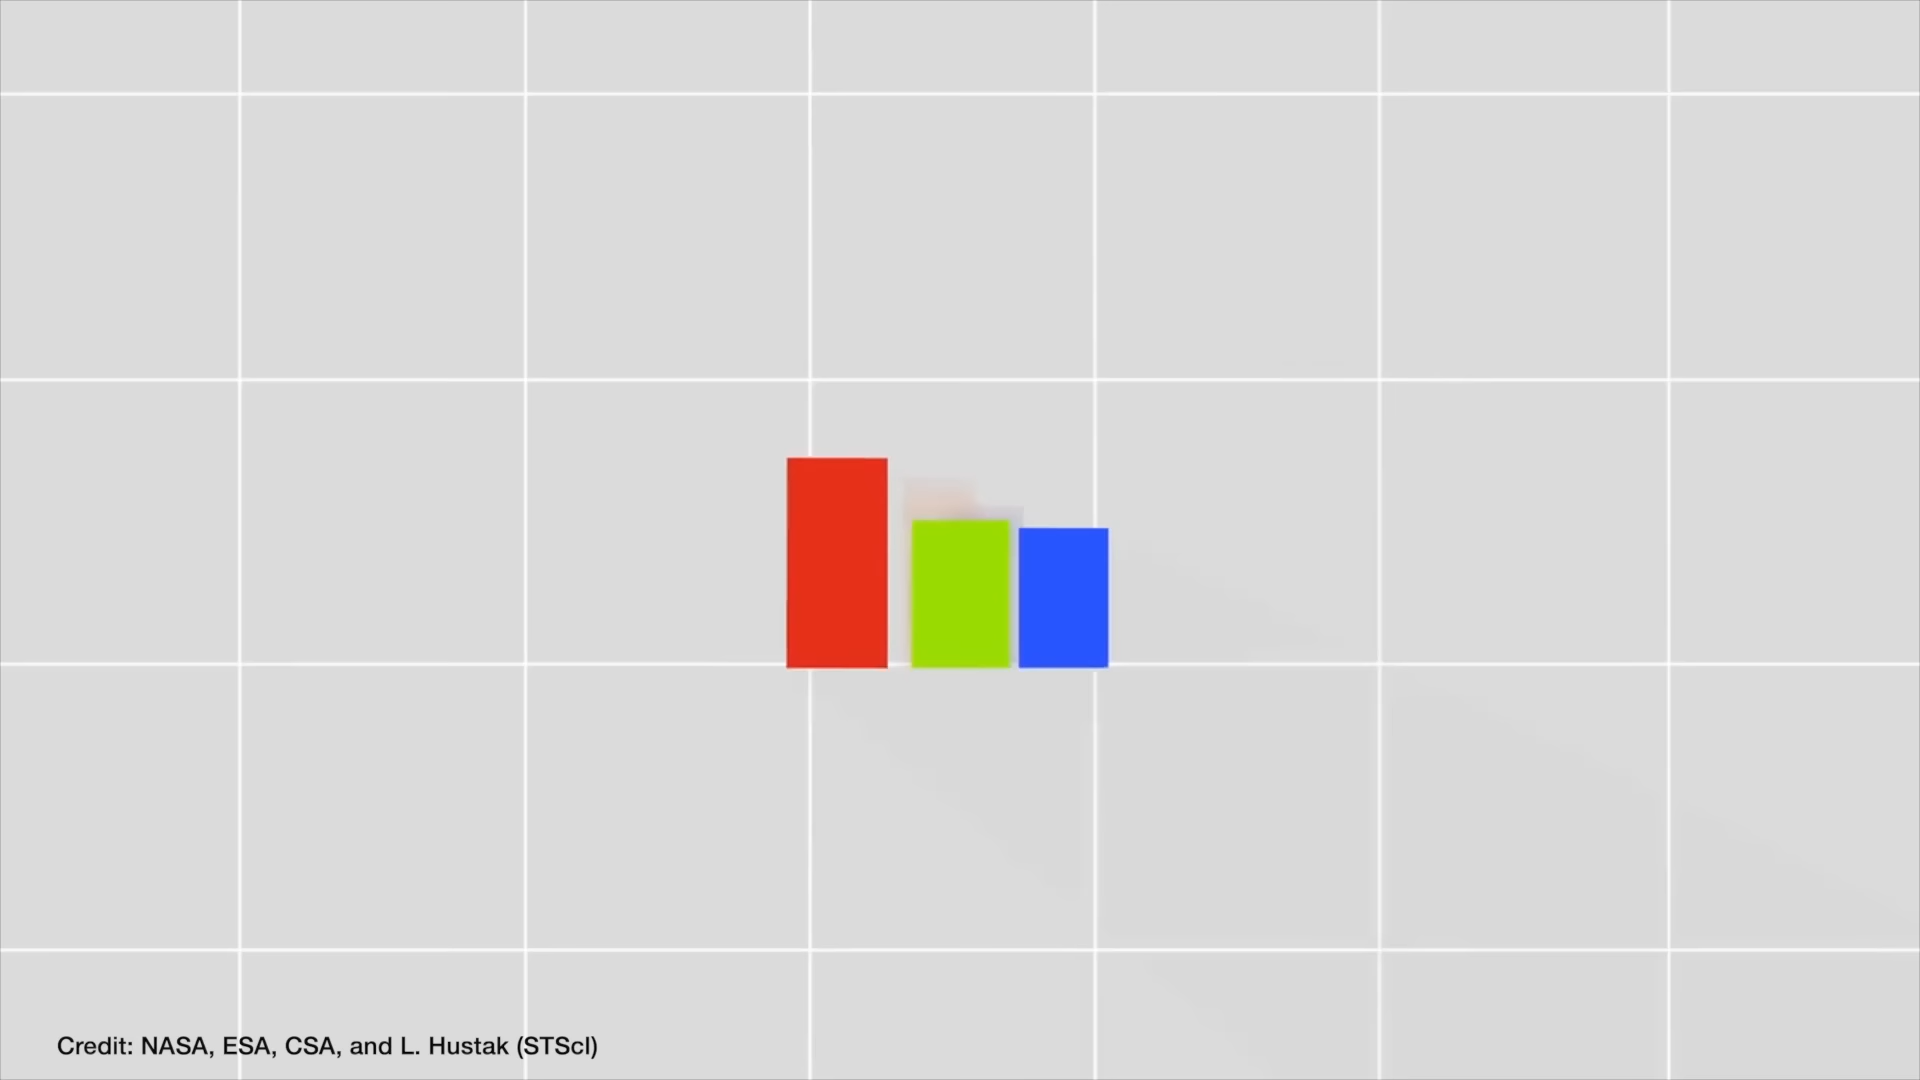 Credit: NASA, ESA, CSA, and L. Hustak (STScI)